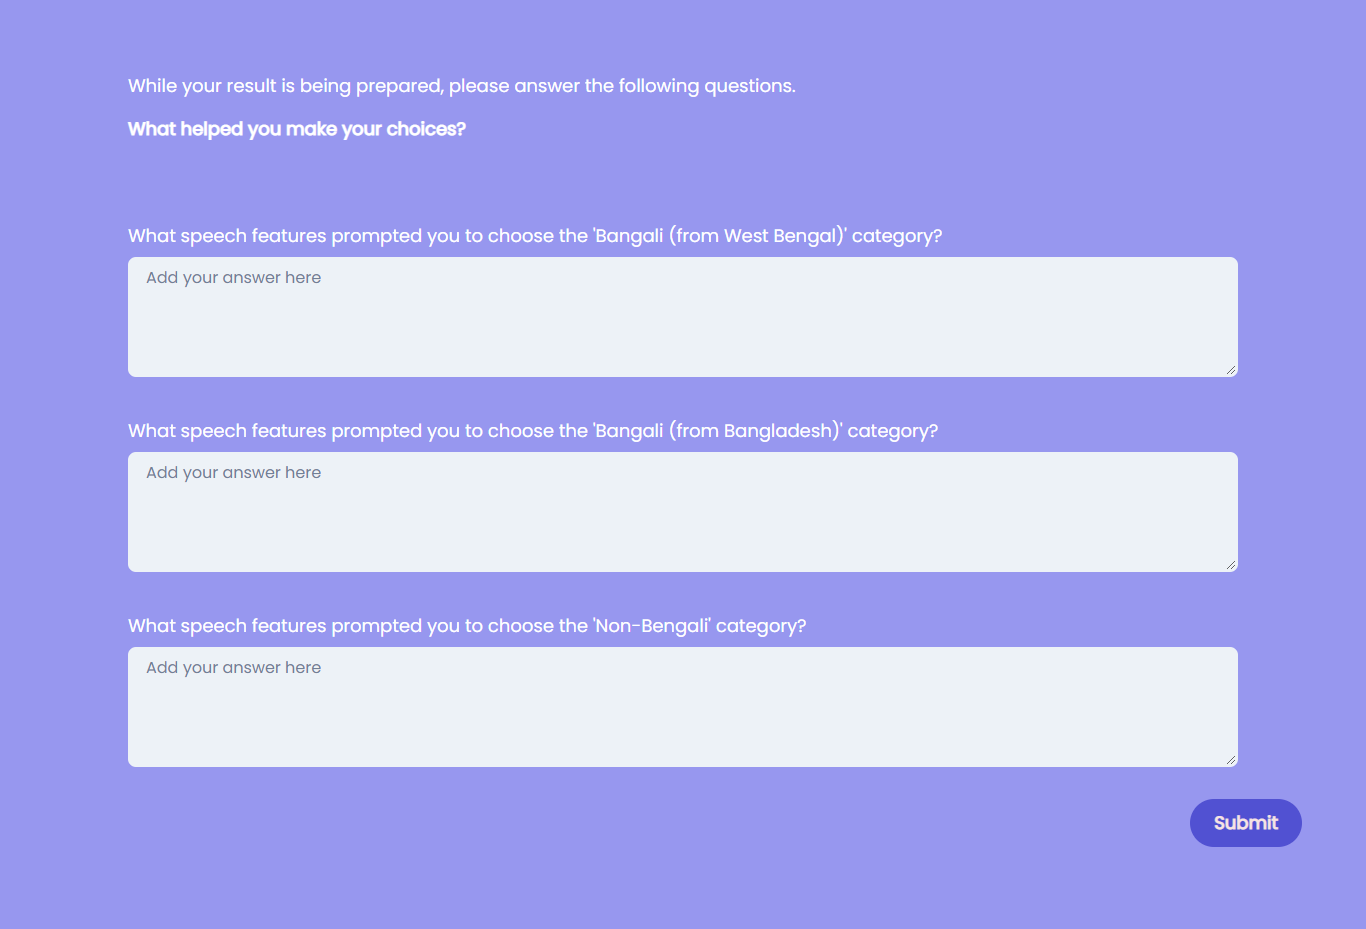 While your result is being prepared, please answer the following questions.
What helped you make your choices?
What speech features prompted you to choose the 'Bangali (from West Bengal)' category?
Add your answer here
What speech features prompted you to choose the 'Bangali (from Bangladesh)' category?
Add your answer here
What speech features prompted you to choose the 'Non-Bengali' category?
Add your answer here
Submit